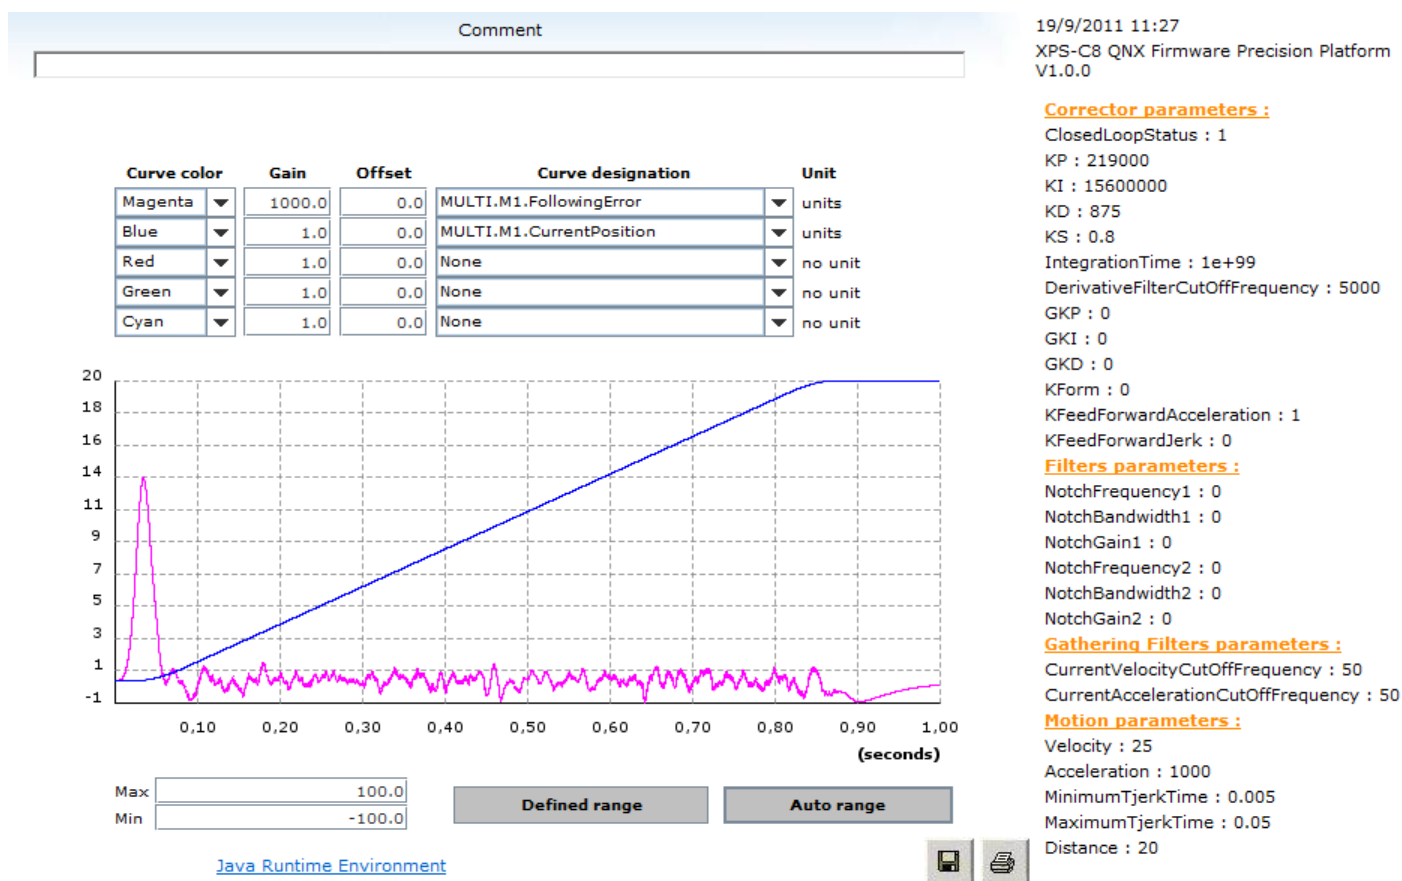 Comment
19/9/2011 11:27
XPS-C8 QNX Firmware Precision Platform
V1.0.0
Curve color Gain Offset Curve designation Unit
Magenta 1000.0 0.0 MULTI.M1.FollowingError units
Blue 1.0 0.0 MULTI.M1.CurrentPosition units
Red 1.0 0.0 None no unit
Green 1.0 0.0 None no unit
Cyan 1.0 0.0 None no unit
20
18
16
14
11
9
7
5
3
1
-1
0,10 0,20 0,30 0,40 0,50 0,60 0,70 0,80 0,90 1,00
(seconds)
Max 100.0
Min -100.0
Defined range Auto range
Java Runtime Environment
Corrector parameters :
ClosedLoopStatus : 1
KP : 219000
KI : 15600000
KD : 875
KS : 0.8
IntegrationTime : 1e+99
DerivativeFilterCutOffFrequency : 5000
GKP : 0
GKI : 0
GKD : 0
KForm : 0
KFeedForwardAcceleration : 1
KFeedForwardJerk : 0
Filters parameters :
NotchFrequency1 : 0
NotchBandwidth1 : 0
NotchGain1 : 0
NotchFrequency2 : 0
NotchBandwidth2 : 0
NotchGain2 : 0
Gathering Filters parameters :
CurrentVelocityCutOffFrequency : 50
CurrentAccelerationCutOffFrequency : 50
Motion parameters :
Velocity : 25
Acceleration : 1000
MinimumTjerkTime : 0.005
MaximumTjerkTime : 0.05
Distance : 20